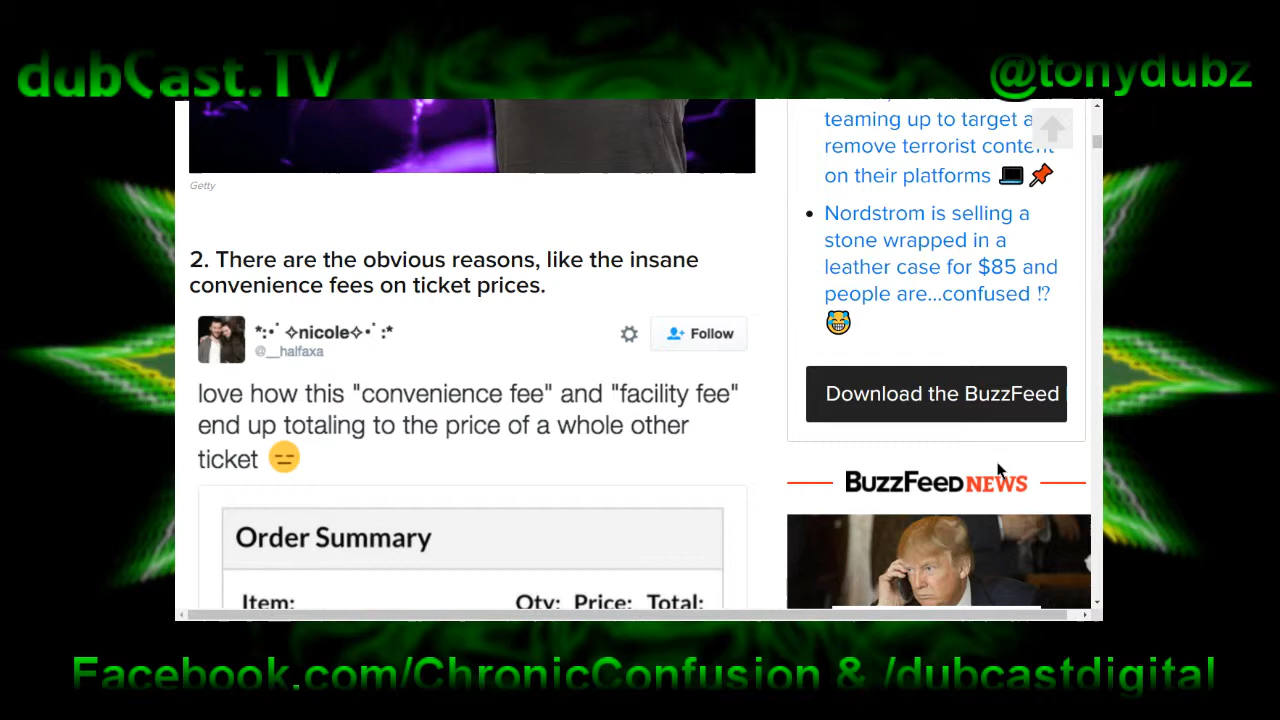 dubCast.TV
@tonydubz
teaming up to target a
remove terrorist content
on their platforms 💻 📌
Getty
• Nordstrom is selling a
stone wrapped in a
leather case for $85 and
people are...confused ⁉
😹
2. There are the obvious reasons, like the insane
convenience fees on ticket prices.
*:･ﾟ✧nicole✧･ﾟ:*
@__halfaxa
Follow
love how this "convenience fee" and "facility fee"
end up totaling to the price of a whole other
ticket 😑
Download the BuzzFeed
BuzzFeed NEWS
Order Summary
Item: Qty: Price: Total:
Facebook.com/ChronicConfusion & /dubcastdigital